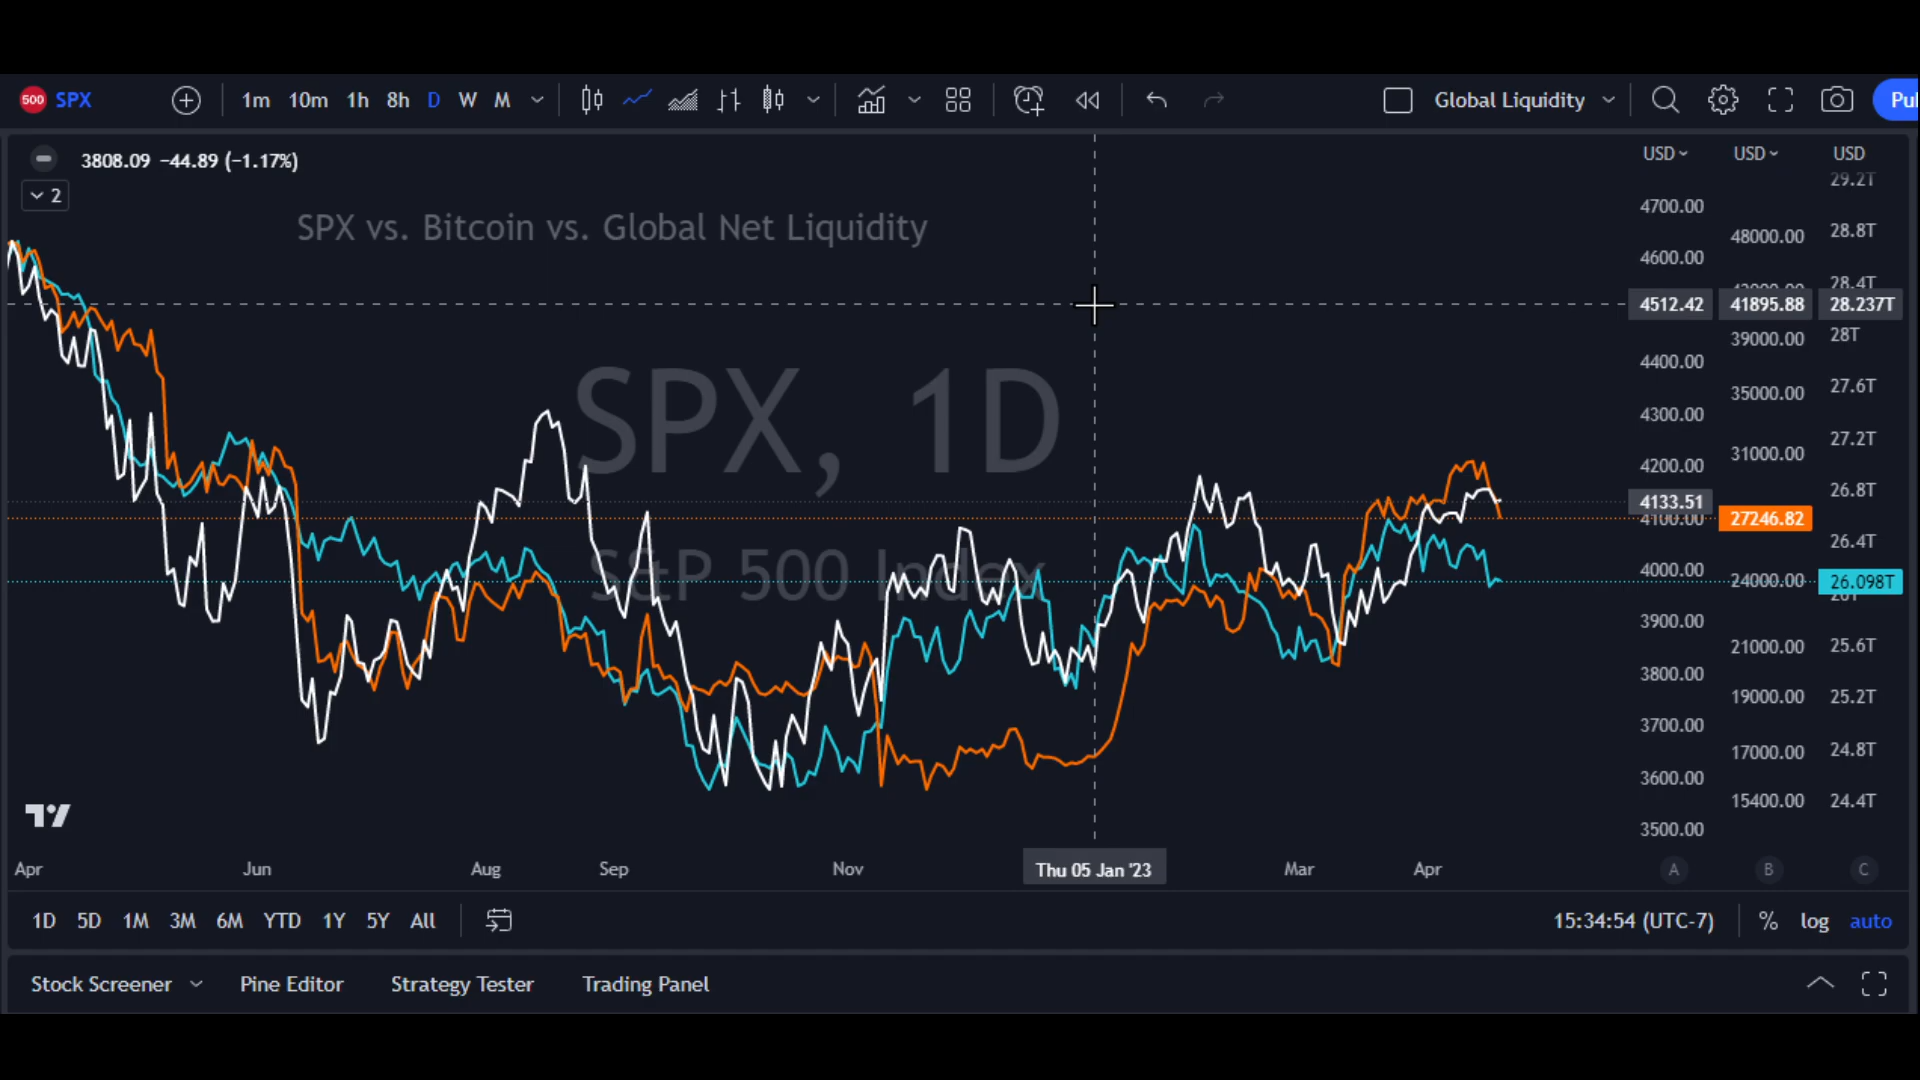 500 SPX 1m 10m 1h 8h D W M Global Liquidity Pul
3808.09 −44.89 (−1.17%)
2
SPX vs. Bitcoin vs. Global Net Liquidity
SPX, 1D
S&P 500 Index
USD USD USD
29.2T
4700.00
48000.00 28.8T
4600.00
28.4T
4512.42 41895.88 28.237T
39000.00 28T
4400.00
35000.00 27.6T
4300.00
27.2T
4200.00 31000.00
26.8T
4133.51
4100.00 27246.82
26.4T
4000.00 24000.00 26.098T
26T
3900.00
21000.00 25.6T
3800.00
19000.00 25.2T
3700.00
17000.00 24.8T
3600.00
15400.00 24.4T
3500.00
Apr Jun Aug Sep Nov Thu 05 Jan '23 Mar Apr A B C
1D 5D 1M 3M 6M YTD 1Y 5Y All 15:34:54 (UTC-7) % log auto
Stock Screener Pine Editor Strategy Tester Trading Panel